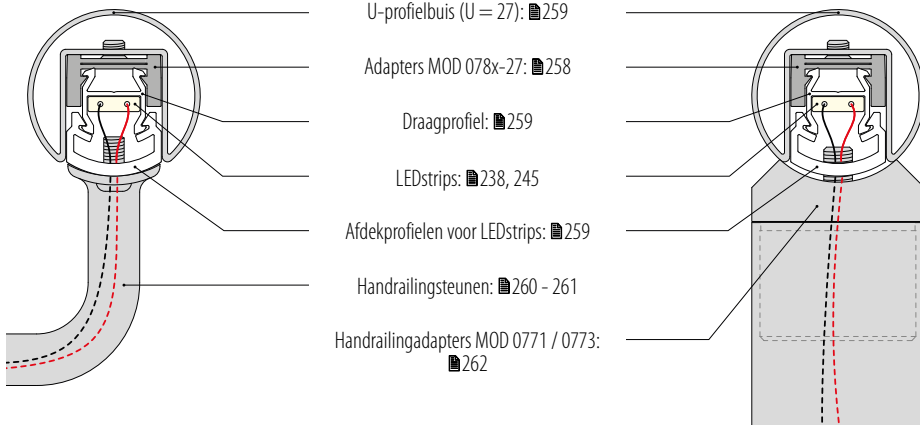 U-profielbuis (U = 27): 259
Adapters MOD 078x-27: 258
Draagprofiel: 259
LEDstrips: 238, 245
Afdekprofielen voor LEDstrips: 259
Handrailingsteunen: 260 - 261
Handrailingadapters MOD 0771 / 0773:
262